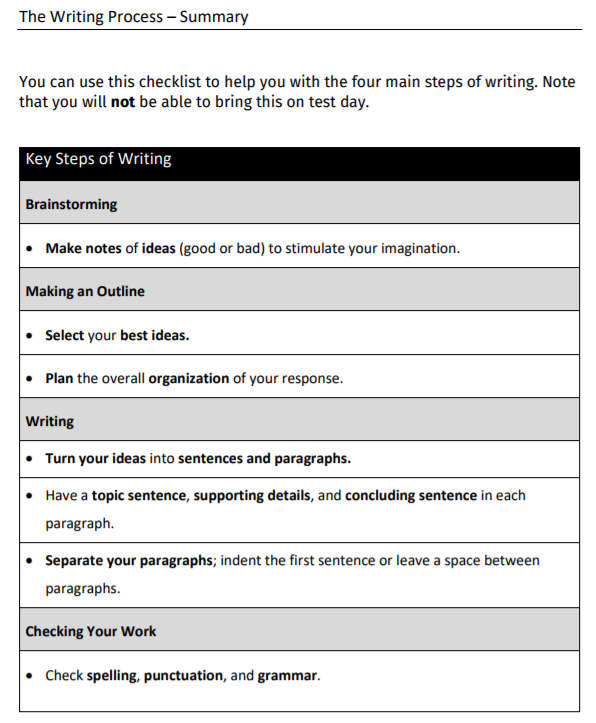 The Writing Process – Summary
You can use this checklist to help you with the four main steps of writing. Note
that you will not be able to bring this on test day.
Key Steps of Writing
Brainstorming
• Make notes of ideas (good or bad) to stimulate your imagination.
Making an Outline
• Select your best ideas.
• Plan the overall organization of your response.
Writing
• Turn your ideas into sentences and paragraphs.
• Have a topic sentence, supporting details, and concluding sentence in each
paragraph.
• Separate your paragraphs; indent the first sentence or leave a space between
paragraphs.
Checking Your Work
• Check spelling, punctuation, and grammar.